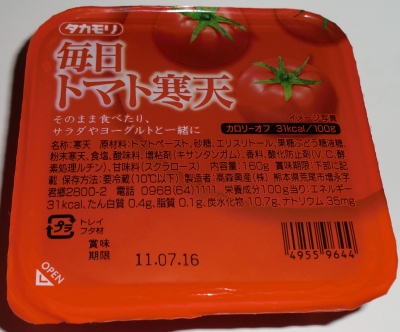 タカモリ
毎日
トマト寒天
そのまま食べたり、
サラダやヨーグルトと一緒に
イメージ写真
カロリーオフ 31kcal/100g
名称:寒天 原材料:トマトペースト、砂糖、エリスリトール、果糖ぶどう糖液糖、
粉末寒天、食塩、酸味料、増粘剤(キサンタンガム)、香料、酸化防止剤(V.C、酵
素処理ルチン)、甘味料(スクラロース) 内容量:160g 賞味期限:下部に記
載 保存方法:要冷蔵(10℃以下) 製造者:高森興産(株) 熊本県荒尾市増永字
君郷2800-2 電話 0968(64)1111 栄養成分100g当り:エネルギー
31kcal、たん白質 0.4g、脂質 0.1g、炭水化物 10.7g、ナトリウム 35mg
プラ
トレイ
フタ材
賞味
期限
11.07.16
OPEN
4955 9644